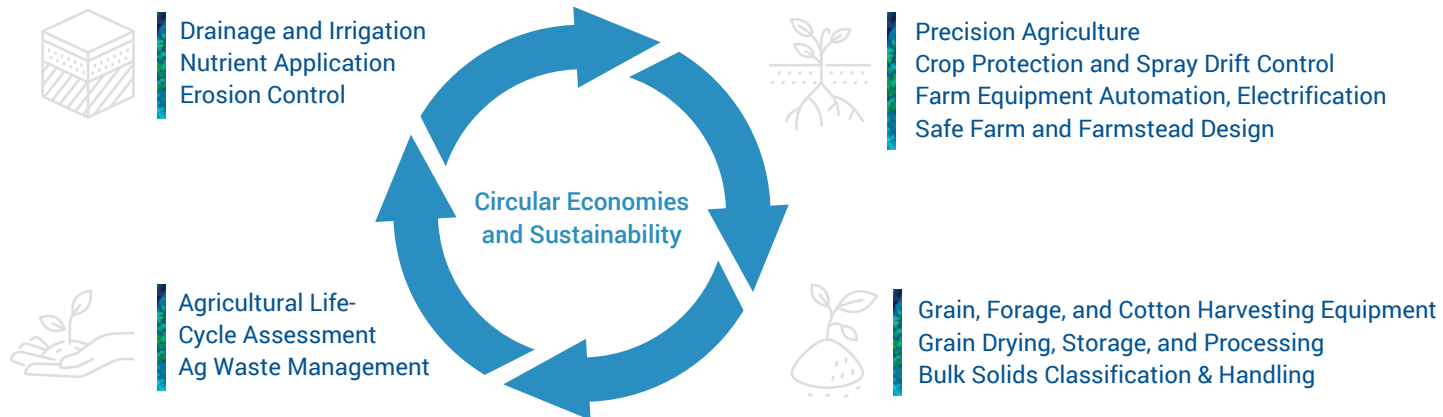 Drainage and Irrigation
Nutrient Application
Erosion Control
Precision Agriculture
Crop Protection and Spray Drift Control
Farm Equipment Automation, Electrification
Safe Farm and Farmstead Design
Circular Economies
and Sustainability
Agricultural Life-
Cycle Assessment
Ag Waste Management
Grain, Forage, and Cotton Harvesting Equipment
Grain Drying, Storage, and Processing
Bulk Solids Classification & Handling